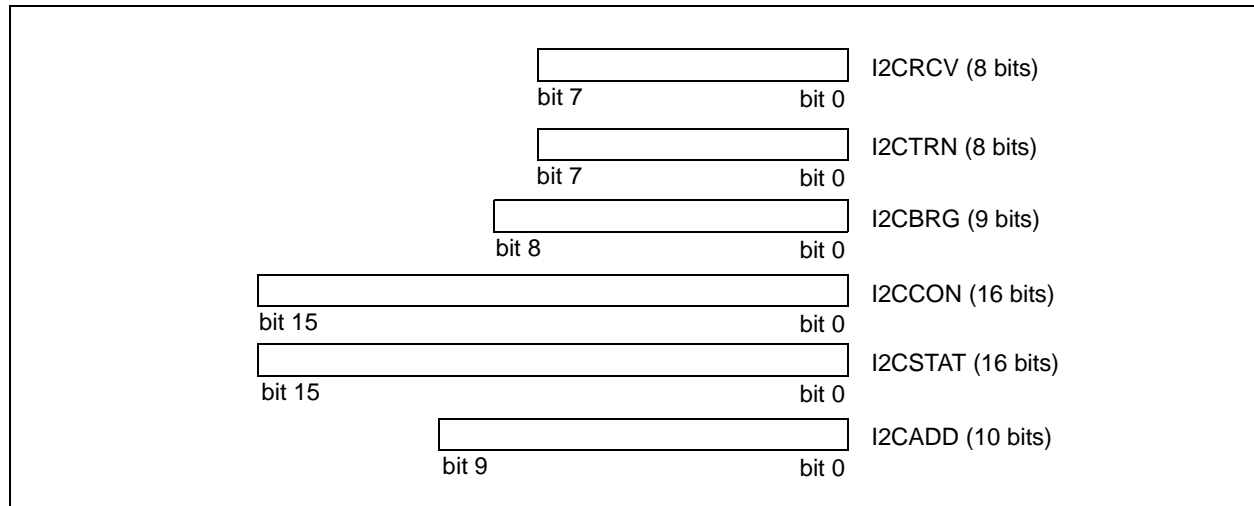 I2CRCV (8 bits)
bit 7 bit 0
I2CTRN (8 bits)
bit 7 bit 0
I2CBRG (9 bits)
bit 8 bit 0
I2CCON (16 bits)
bit 15 bit 0
I2CSTAT (16 bits)
bit 15 bit 0
I2CADD (10 bits)
bit 9 bit 0